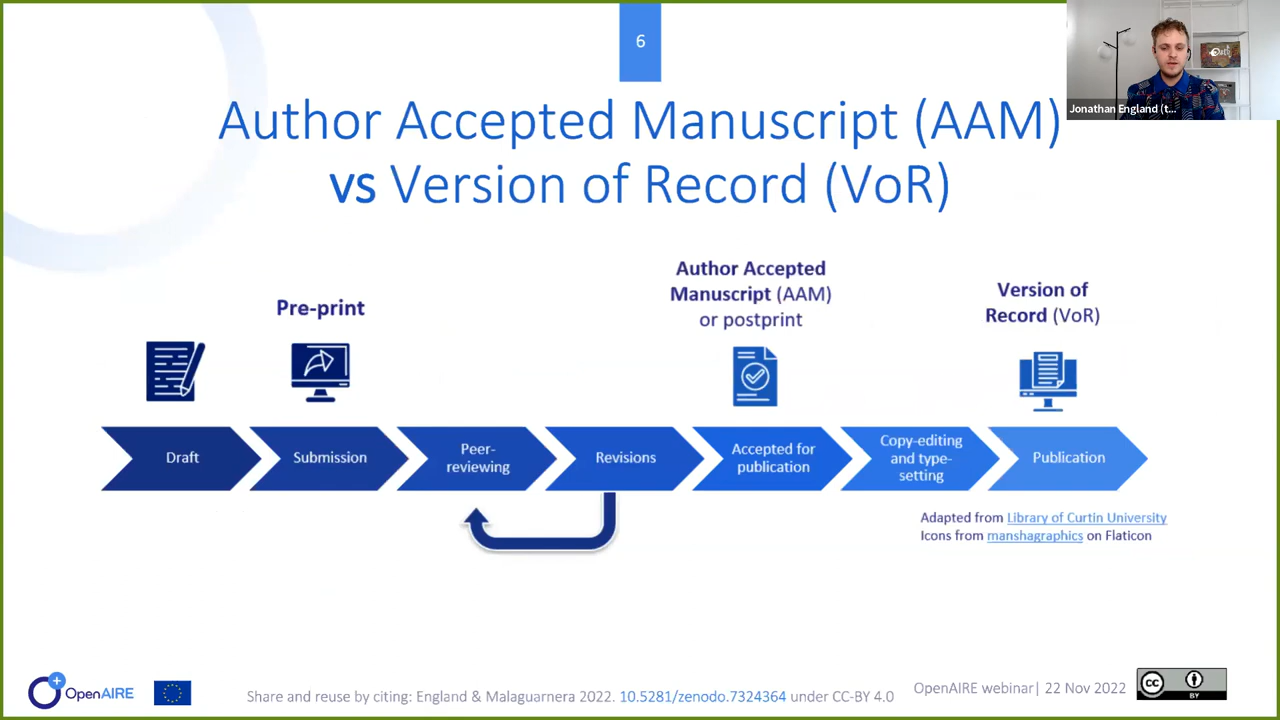 6
Jonathan England (t...
Author Accepted Manuscript (AAM)
vs Version of Record (VoR)
Pre-print
Author Accepted
Manuscript (AAM)
or postprint
Version of
Record (VoR)
Draft
Submission
Peer-
reviewing
Revisions
Accepted for
publication
Copy-editing
and type-
setting
Publication
Adapted from Library of Curtin University
Icons from manshagraphics on Flaticon
OpenAIRE
Share and reuse by citing: England & Malaguarnera 2022. 10.5281/zenodo.7324364 under CC-BY 4.0
OpenAIRE webinar| 22 Nov 2022
CC
BY